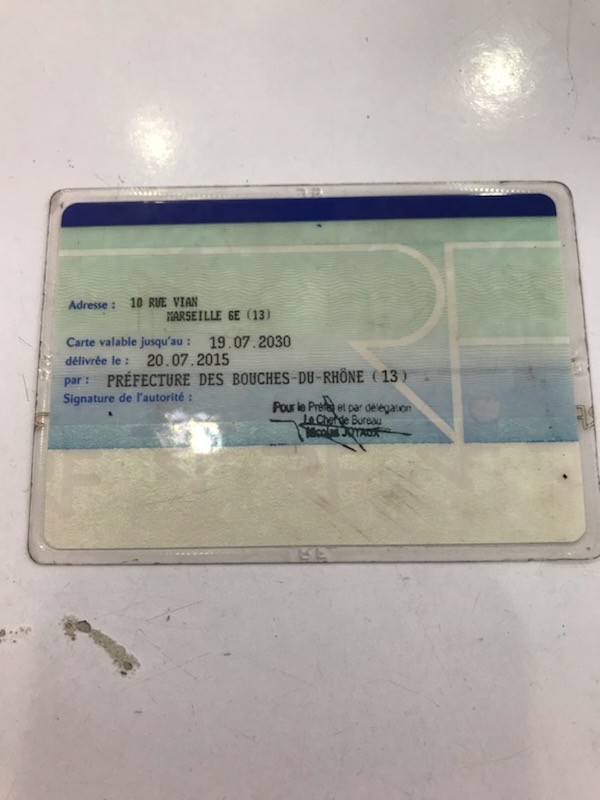 Adresse : 10 RUE VIAN
MARSEILLE 6E (13)
Carte valable jusqu'au : 19.07.2030
délivrée le : 20.07.2015
par : PRÉFECTURE DES BOUCHES-DU-RHÔNE (13)
Signature de l'autorité :
Pour le Préfet et par délégation
Le Chef de Bureau
Nicolas